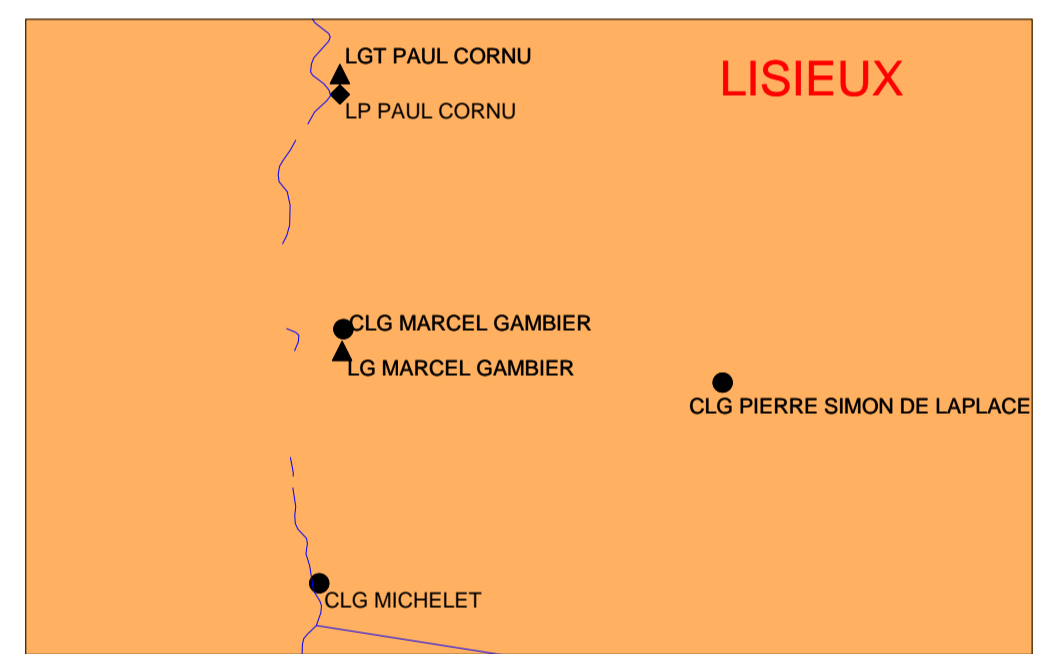 LGT PAUL CORNU
LISIEUX
LP PAUL CORNU
CLG MARCEL GAMBIER
LG MARCEL GAMBIER
CLG PIERRE SIMON DE LAPLACE
CLG MICHELET